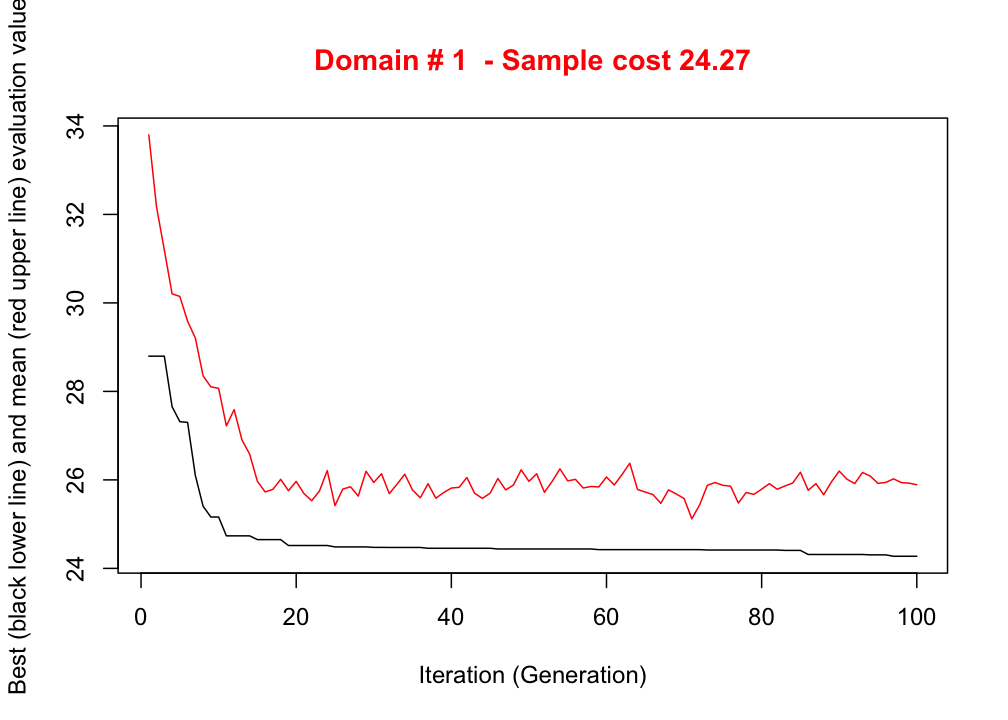 Domain # 1  - Sample cost 24.27
Best (black lower line) and mean (red upper line) evaluation value
34
32
30
28
26
24
0 20 40 60 80 100
Iteration (Generation)